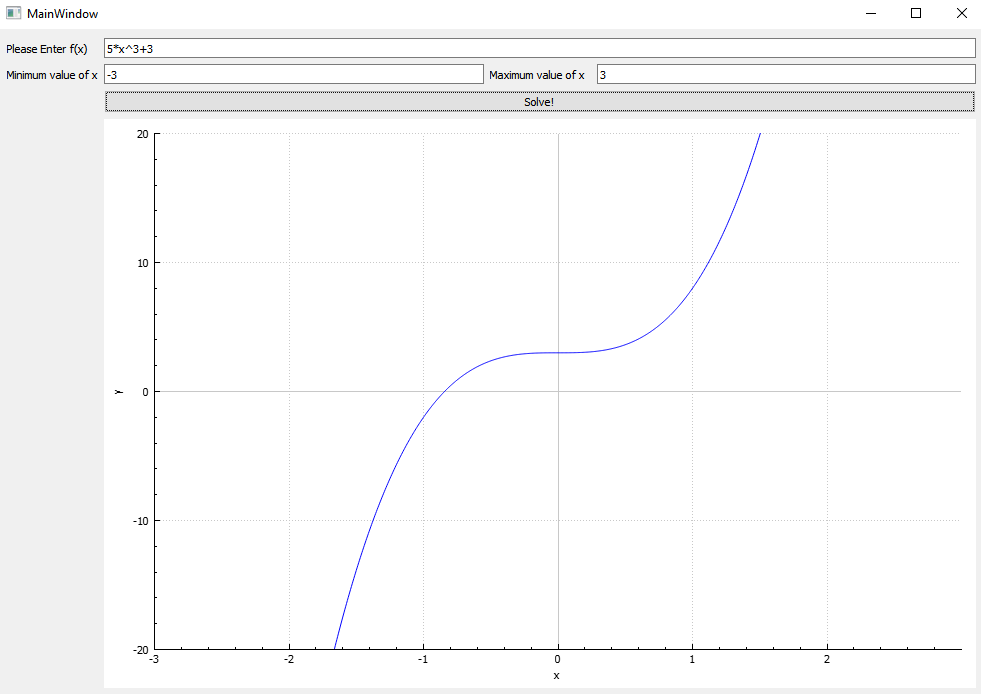 MainWindow
Please Enter f(x) 5*x^3+3
Minimum value of x -3 Maximum value of x 3
Solve!
20
10
y 0
-10
-20
-3 -2 -1 0 1 2
x